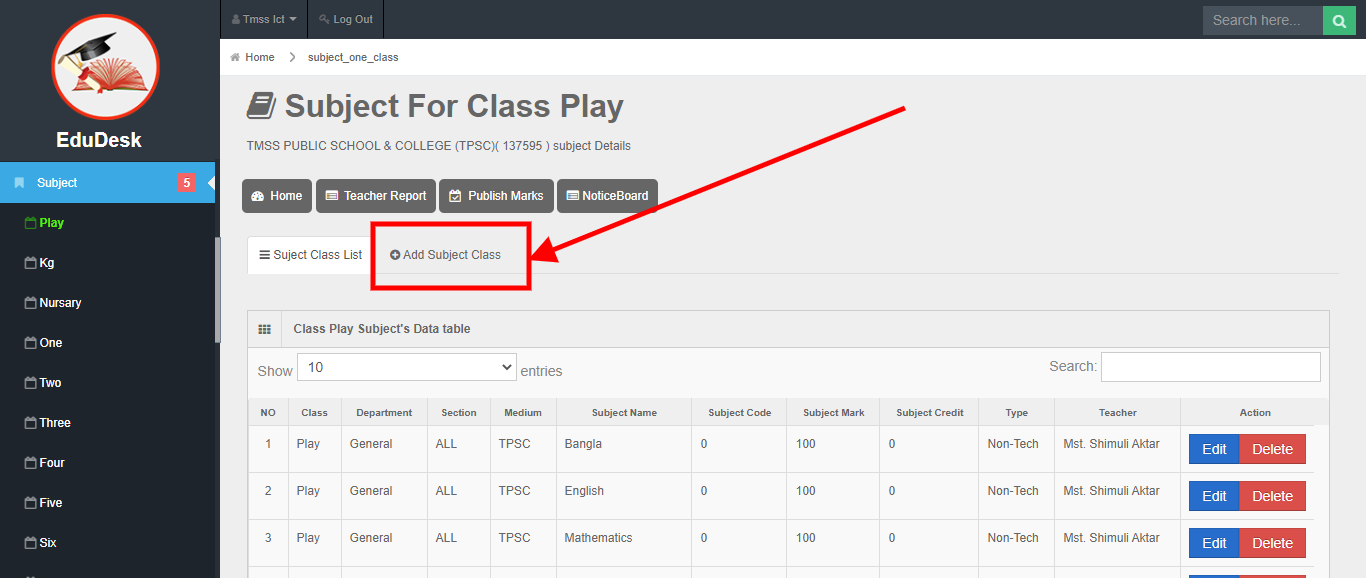 Tmss Ict
Log Out
Search here...
EduDesk
Home
subject_one_class
Subject For Class Play
TMSS PUBLIC SCHOOL & COLLEGE (TPSC)( 137595 ) subject Details
Subject 5
Play
Kg
Nursary
One
Two
Three
Four
Five
Six
Home
Teacher Report
Publish Marks
NoticeBoard
Suject Class List
Add Subject Class
Class Play Subject's Data table
Show 10 entries
Search:
NO Class Department Section Medium Subject Name Subject Code Subject Mark Subject Credit Type Teacher Action
1 Play General ALL TPSC Bangla 0 100 0 Non-Tech Mst. Shimuli Aktar Edit Delete
2 Play General ALL TPSC English 0 100 0 Non-Tech Mst. Shimuli Aktar Edit Delete
3 Play General ALL TPSC Mathematics 0 100 0 Non-Tech Mst. Shimuli Aktar Edit Delete